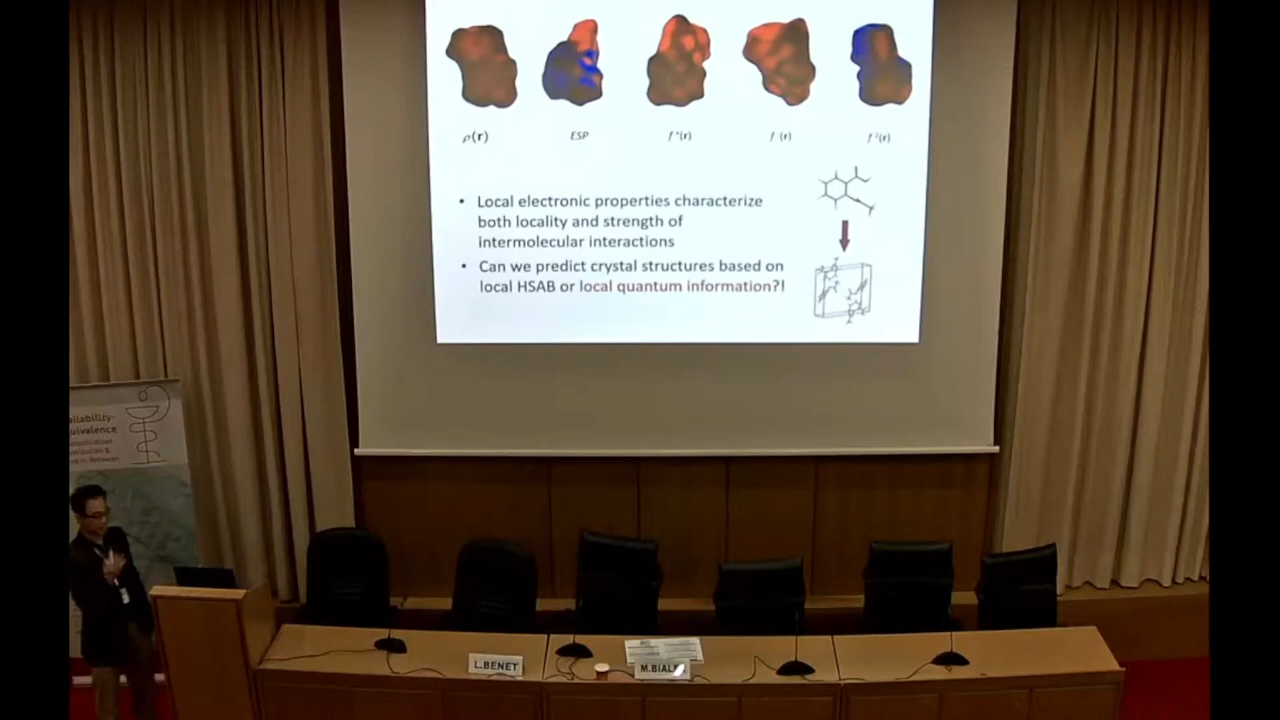 ρ(r) ESP f⁺(r) f (r) f²(r)
• Local electronic properties characterize
both locality and strength of
intermolecular interactions
• Can we predict crystal structures based on
local HSAB or local quantum information?!
L.BENET